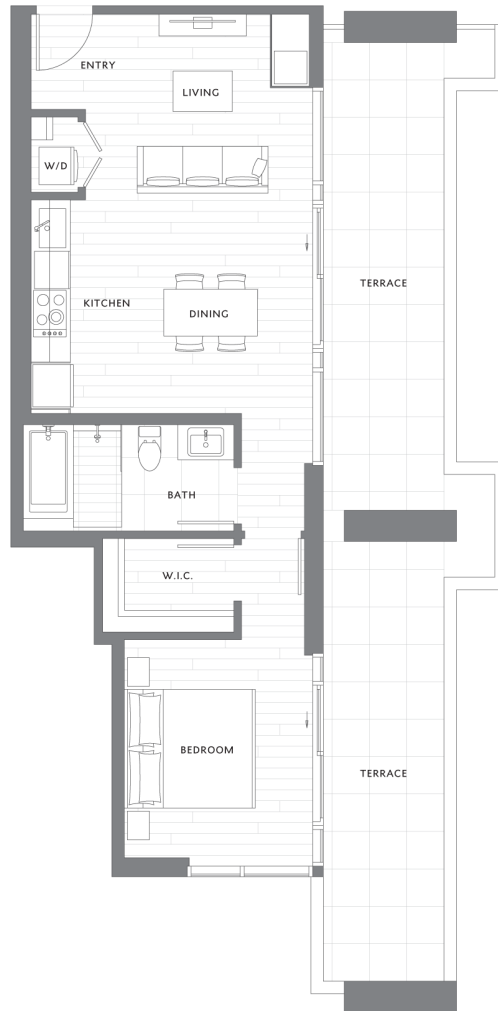 ENTRY
LIVING
W/D
TERRACE
KITCHEN
DINING
BATH
W.I.C.
BEDROOM
TERRACE